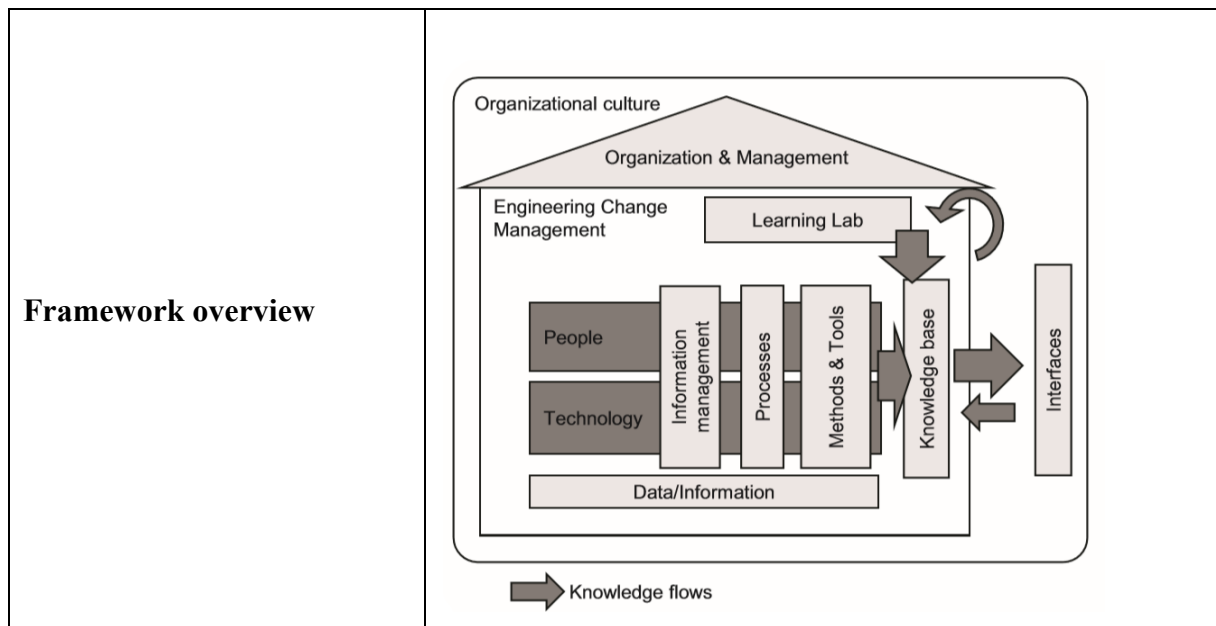 Framework overview
Organizational culture
Organization & Management
Engineering Change
Management
Learning Lab
People
Technology
Information
management
Processes
Methods & Tools
Knowledge base
Interfaces
Data/Information
Knowledge flows